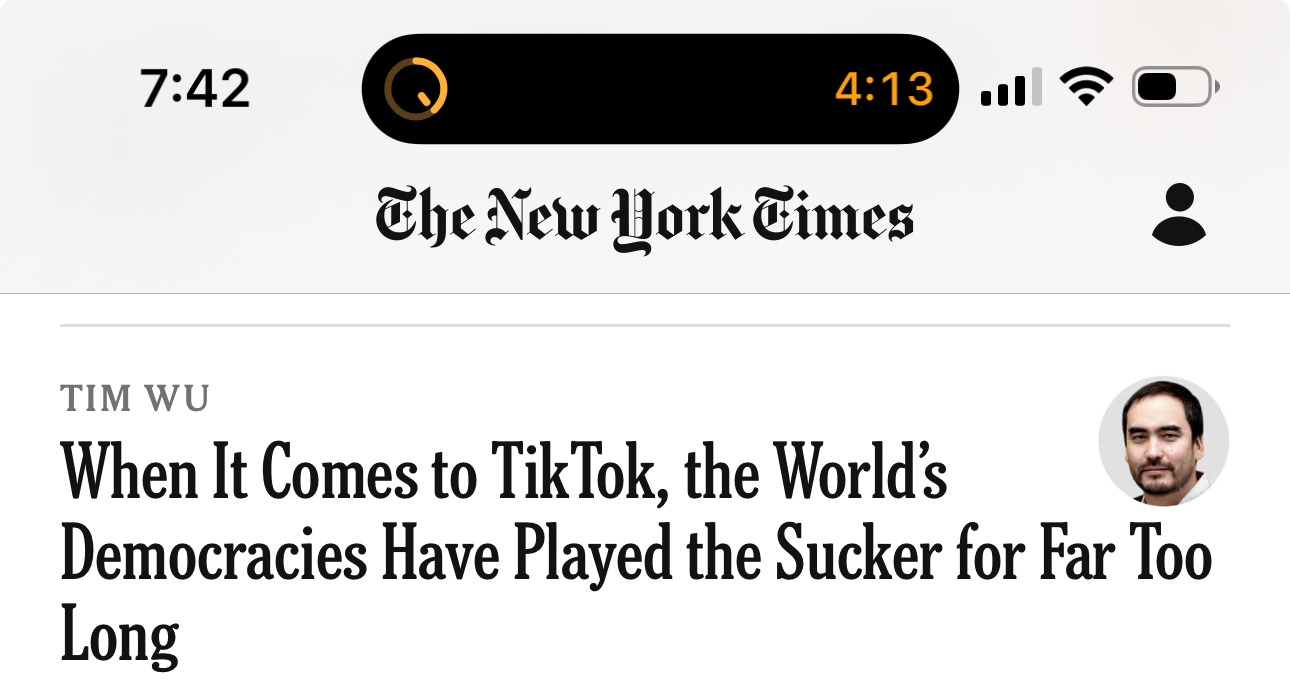 7:42
4:13
The New York Times
TIM WU
When It Comes to TikTok, the World’s
Democracies Have Played the Sucker for Far Too
Long